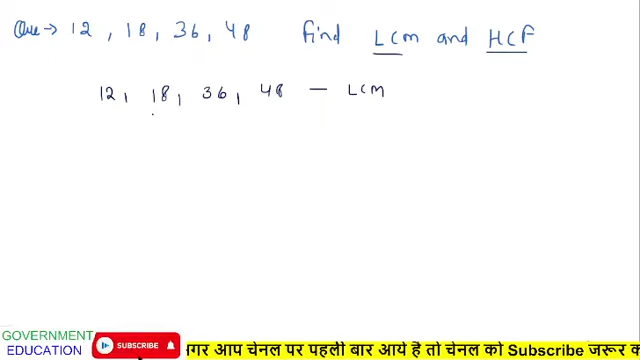 Que → 12, 18, 36, 48 find LCM and HCF
12, 18, 36, 48 — LCM
GOVERNMENT
EDUCATION
SUBSCRIBE
आप चेनल पर पहली बार आये है तो चेनल को Subscribe जरूर